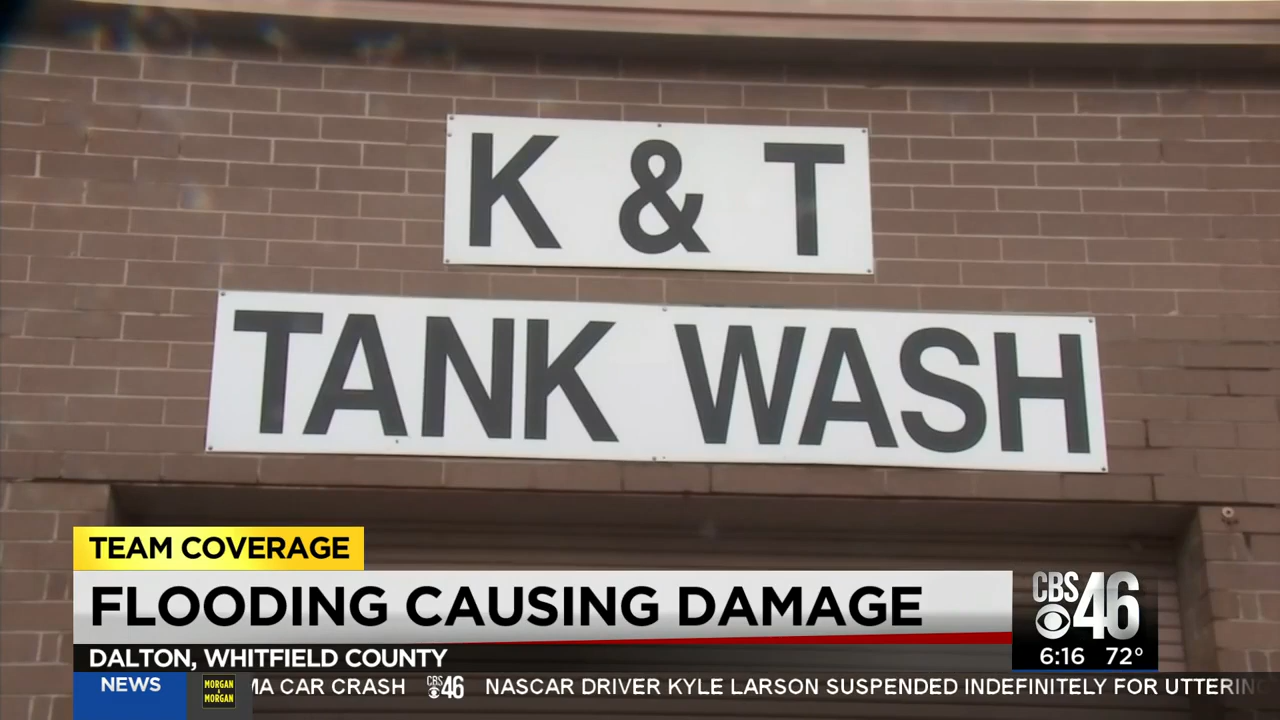 K & T
TANK WASH
TEAM COVERAGE
FLOODING CAUSING DAMAGE
DALTON, WHITFIELD COUNTY
CBS 46
6:16 72°
NEWS
MORGAN & MORGAN
CAR CRASH
CBS 46
NASCAR DRIVER KYLE LARSON SUSPENDED INDEFINITELY FOR